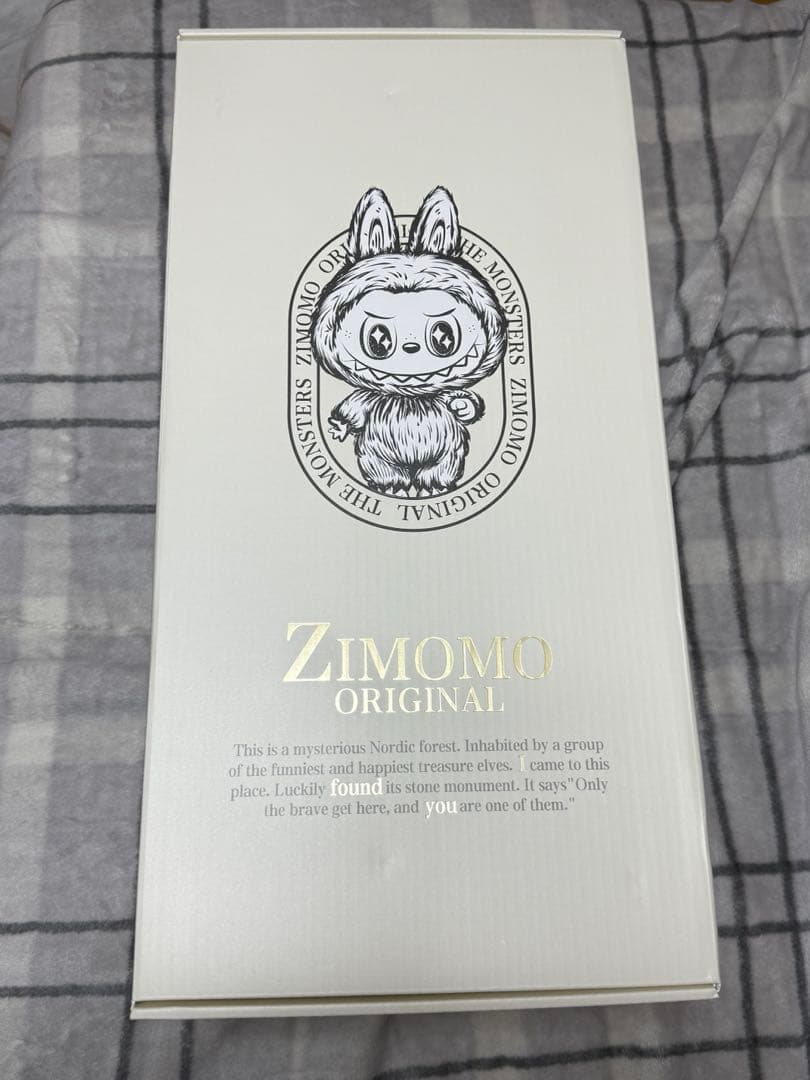 ZIMOMO ORI THE MONSTERS ZIMOMO ORIGINAL THE MONSTERS
ZIMOMO
ORIGINAL
This is a mysterious Nordic forest. Inhabited by a group
of the funniest and happiest treasure elves. I came to this
place. Luckily found its stone monument. It says"Only
the brave get here, and you are one of them."